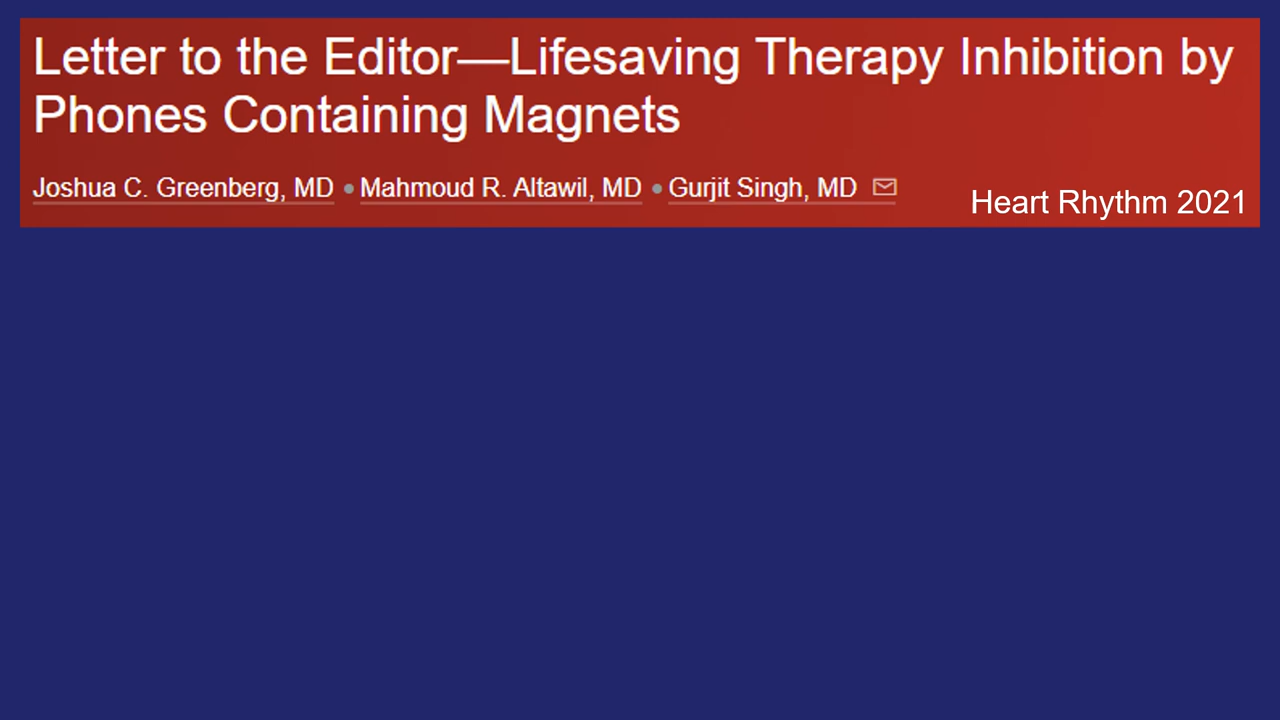 Letter to the Editor—Lifesaving Therapy Inhibition by
Phones Containing Magnets
Joshua C. Greenberg, MD • Mahmoud R. Altawil, MD • Gurjit Singh, MD
Heart Rhythm 2021